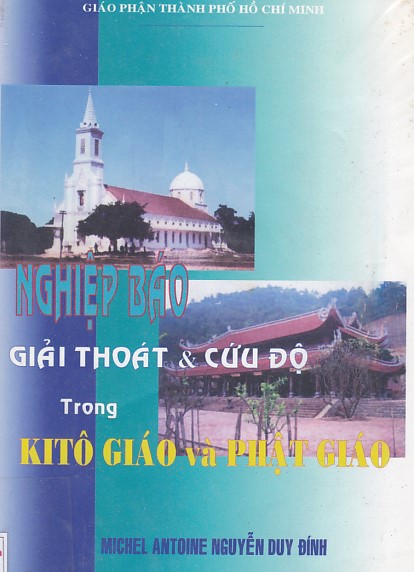 GIÁO PHẬN THÀNH PHỐ HỒ CHÍ MINH
NGHIỆP BÁO
GIẢI THOÁT & CỨU ĐỘ
Trong
KITÔ GIÁO và PHẬT GIÁO
MICHEL ANTOINE NGUYỄN DUY ĐÍNH